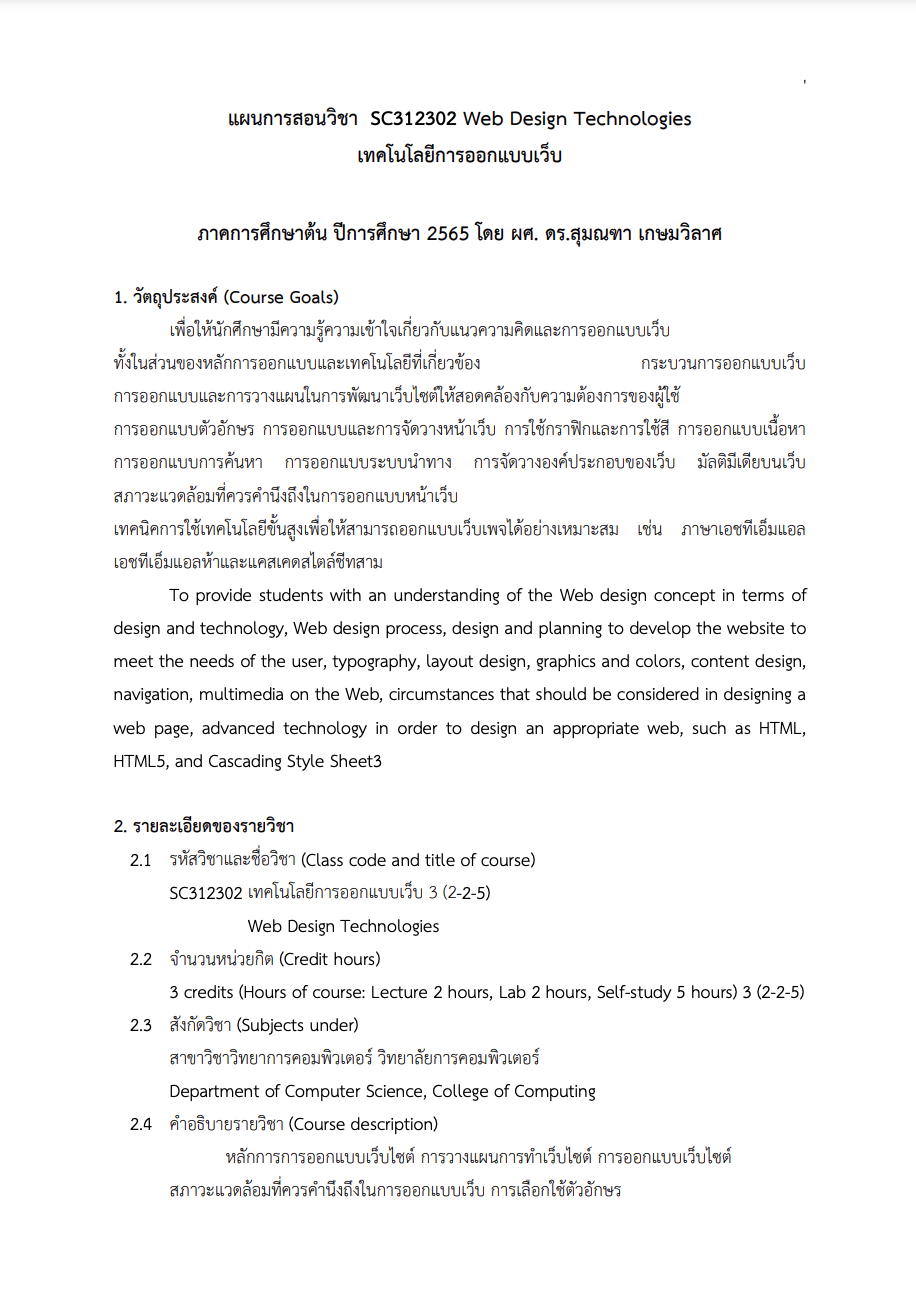 แผนการสอนวิชา SC312302 Web Design Technologies
เทคโนโลยีการออกแบบเว็บ
ภาคการศึกษาต้น ปีการศึกษา 2565 โดย ผศ. ดร.สุมณฑา เกษมวิลาศ
1. วัตถุประสงค์ (Course Goals)
เพื่อให้นักศึกษามีความรู้ความเข้าใจเกี่ยวกับแนวความคิดและการออกแบบเว็บ
ทั้งในส่วนของหลักการออกแบบและเทคโนโลยีที่เกี่ยวข้อง กระบวนการออกแบบเว็บ
การออกแบบและการวางแผนในการพัฒนาเว็บไซต์ให้สอดคล้องกับความต้องการของผู้ใช้
การออกแบบตัวอักษร การออกแบบและการจัดวางหน้าเว็บ การใช้กราฟิกและการใช้สี การออกแบบเนื้อหา
การออกแบบการค้นหา การออกแบบระบบนำทาง การจัดวางองค์ประกอบของเว็บ มัลติมีเดียบนเว็บ
สภาวะแวดล้อมที่ควรคำนึงถึงในการออกแบบหน้าเว็บ
เทคนิคการใช้เทคโนโลยีขั้นสูงเพื่อให้สามารถออกแบบเว็บเพจได้อย่างเหมาะสม เช่น ภาษาเอชทีเอ็มแอล
เอชทีเอ็มแอลห้าและแคสเคดสไตล์ชีทสาม
To provide students with an understanding of the Web design concept in terms of
design and technology, Web design process, design and planning to develop the website to
meet the needs of the user, typography, layout design, graphics and colors, content design,
navigation, multimedia on the Web, circumstances that should be considered in designing a
web page, advanced technology in order to design an appropriate web, such as HTML,
HTML5, and Cascading Style Sheet3
2. รายละเอียดของรายวิชา
2.1 รหัสวิชาและชื่อวิชา (Class code and title of course)
SC312302 เทคโนโลยีการออกแบบเว็บ 3 (2-2-5)
Web Design Technologies
2.2 จำนวนหน่วยกิต (Credit hours)
3 credits (Hours of course: Lecture 2 hours, Lab 2 hours, Self-study 5 hours) 3 (2-2-5)
2.3 สังกัดวิชา (Subjects under)
สาขาวิชาวิทยาการคอมพิวเตอร์ วิทยาลัยการคอมพิวเตอร์
Department of Computer Science, College of Computing
2.4 คำอธิบายรายวิชา (Course description)
หลักการการออกแบบเว็บไซต์ การวางแผนการทำเว็บไซต์ การออกแบบเว็บไซต์
สภาวะแวดล้อมที่ควรคำนึงถึงในการออกแบบเว็บ การเลือกใช้ตัวอักษร